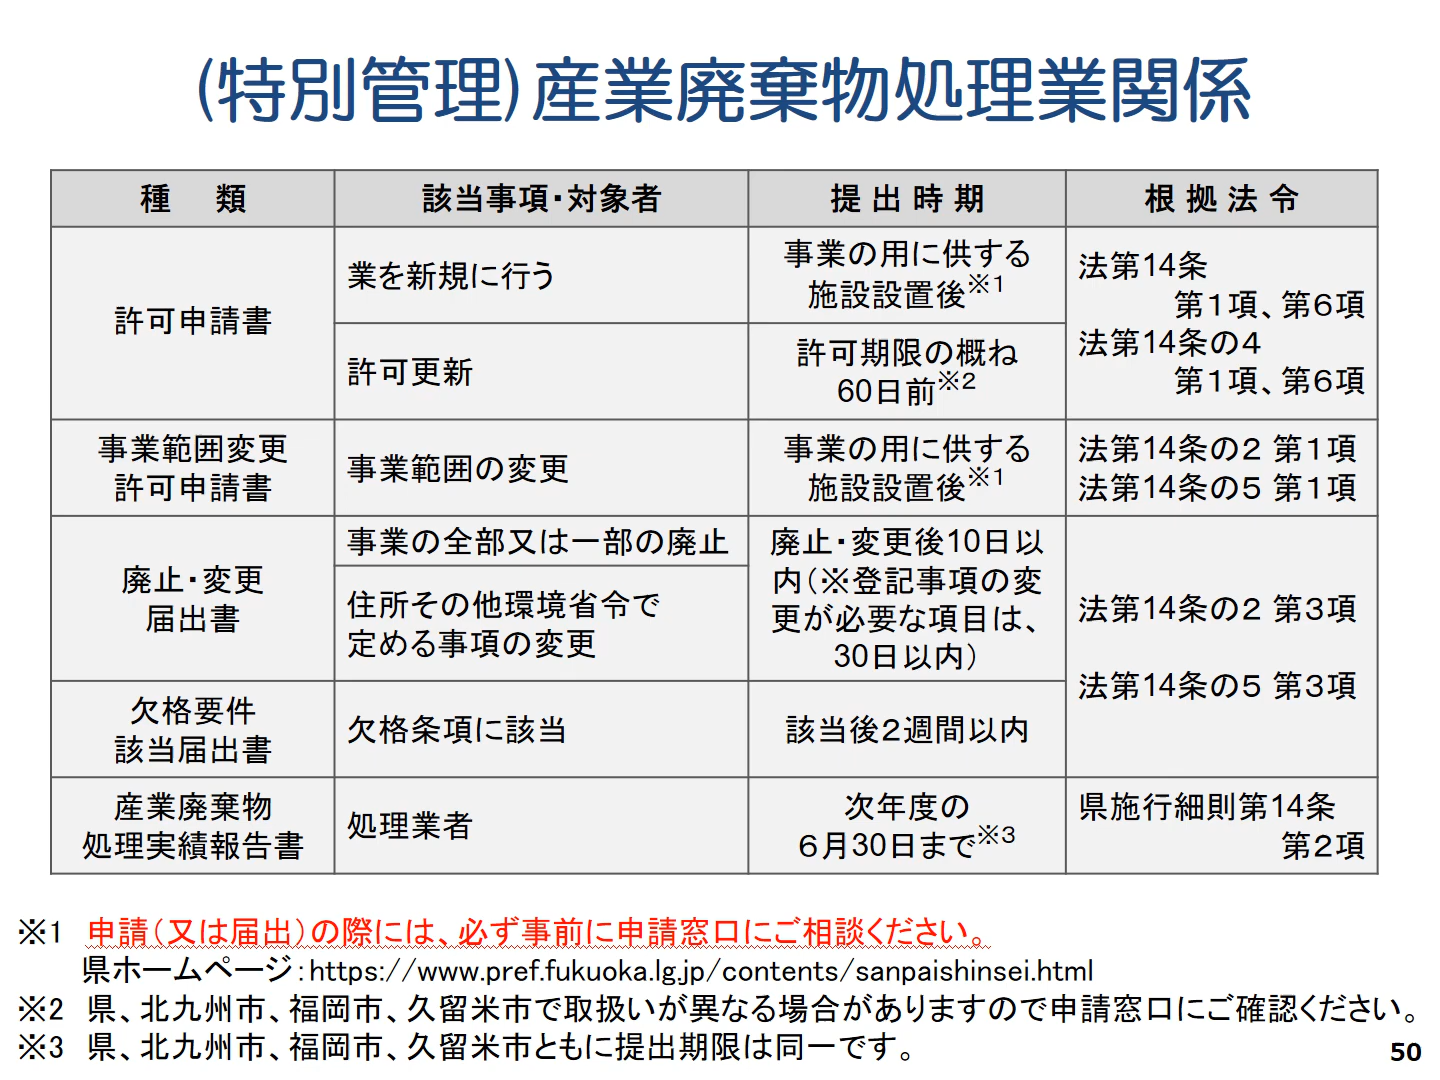 (特別管理)産業廃棄物処理業関係
種　類
該当事項・対象者
提出時期
根拠法令
許可申請書
業を新規に行う
事業の用に供する
施設設置後※1
法第14条
第1項、第6項
法第14条の4
第1項、第6項
許可更新
許可期限の概ね
60日前※2
事業範囲変更
許可申請書
事業範囲の変更
事業の用に供する
施設設置後※1
法第14条の2 第1項
法第14条の5 第1項
廃止・変更
届出書
事業の全部又は一部の廃止
住所その他環境省令で
定める事項の変更
廃止・変更後10日以
内(※登記事項の変
更が必要な項目は、
30日以内)
法第14条の2 第3項
法第14条の5 第3項
欠格要件
該当届出書
欠格条項に該当
該当後2週間以内
産業廃棄物
処理実績報告書
処理業者
次年度の
6月30日まで※3
県施行細則第14条
第2項
※1　申請(又は届出)の際には、必ず事前に申請窓口にご相談ください。
県ホームページ：https://www.pref.fukuoka.lg.jp/contents/sanpaishinsei.html
※2　県、北九州市、福岡市、久留米市で取扱いが異なる場合がありますので申請窓口にご確認ください。
※3　県、北九州市、福岡市、久留米市ともに提出期限は同一です。
50